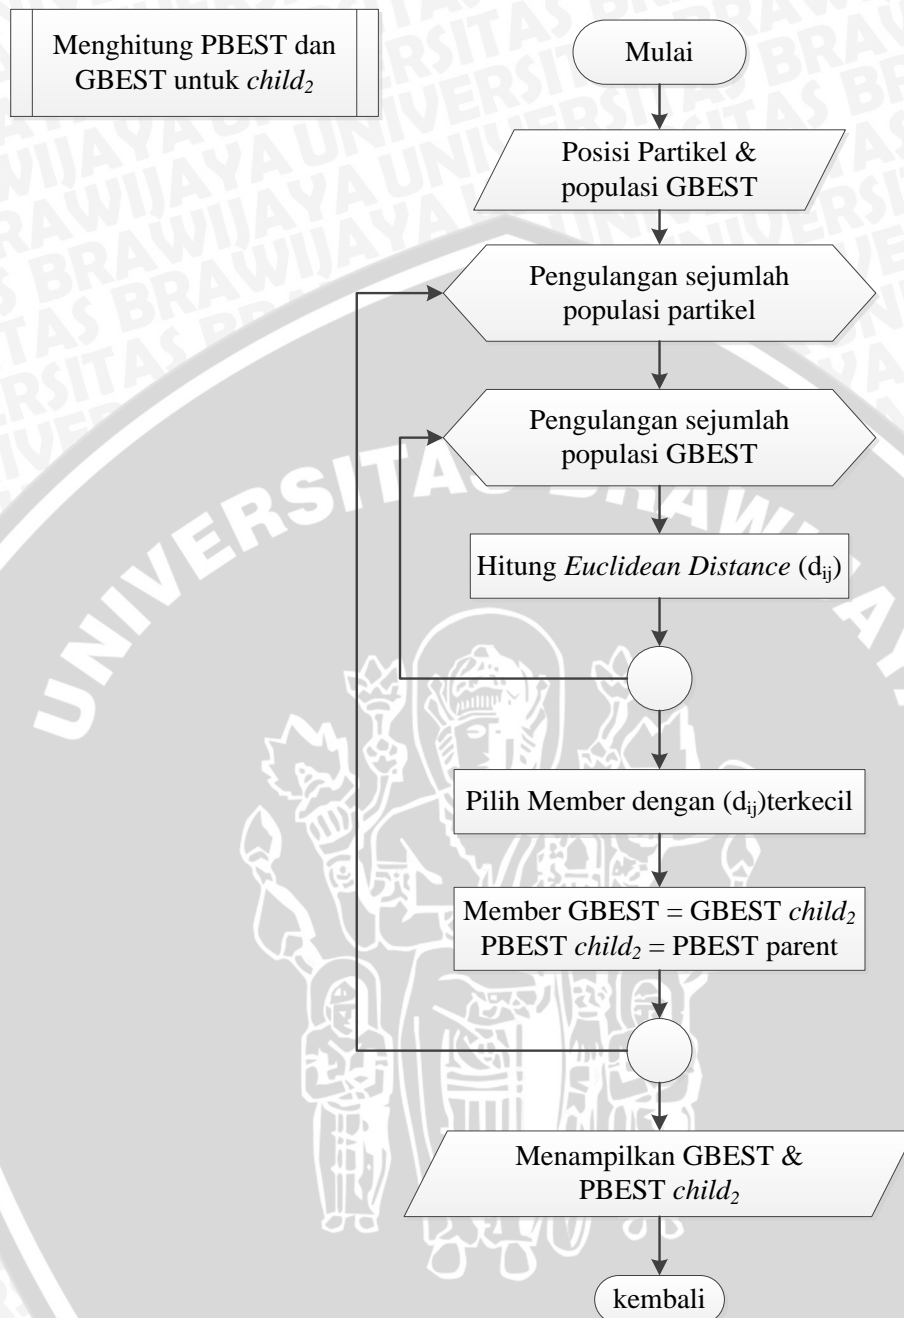 Menghitung PBEST dan
GBEST untuk child₂
Mulai
Posisi Partikel &
populasi GBEST
Pengulangan sejumlah
populasi partikel
Pengulangan sejumlah
populasi GBEST
Hitung Euclidean Distance (dᵢⱼ)
Pilih Member dengan (dᵢⱼ)terkecil
Member GBEST = GBEST child₂
PBEST child₂ = PBEST parent
Menampilkan GBEST &
PBEST child₂
kembali
UNIVERSITAS BRAWIJAYA